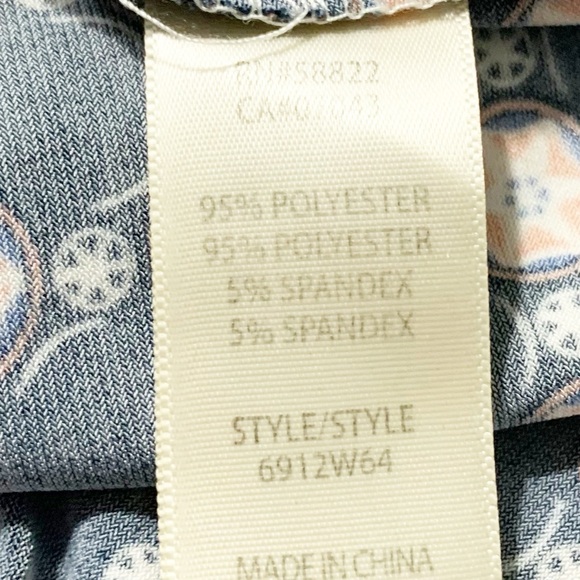 RN#58822
95% POLYESTER
95% POLYESTER
5% SPANDEX
5% SPANDEX
STYLE/STYLE
6912W64
MADE IN CHINA